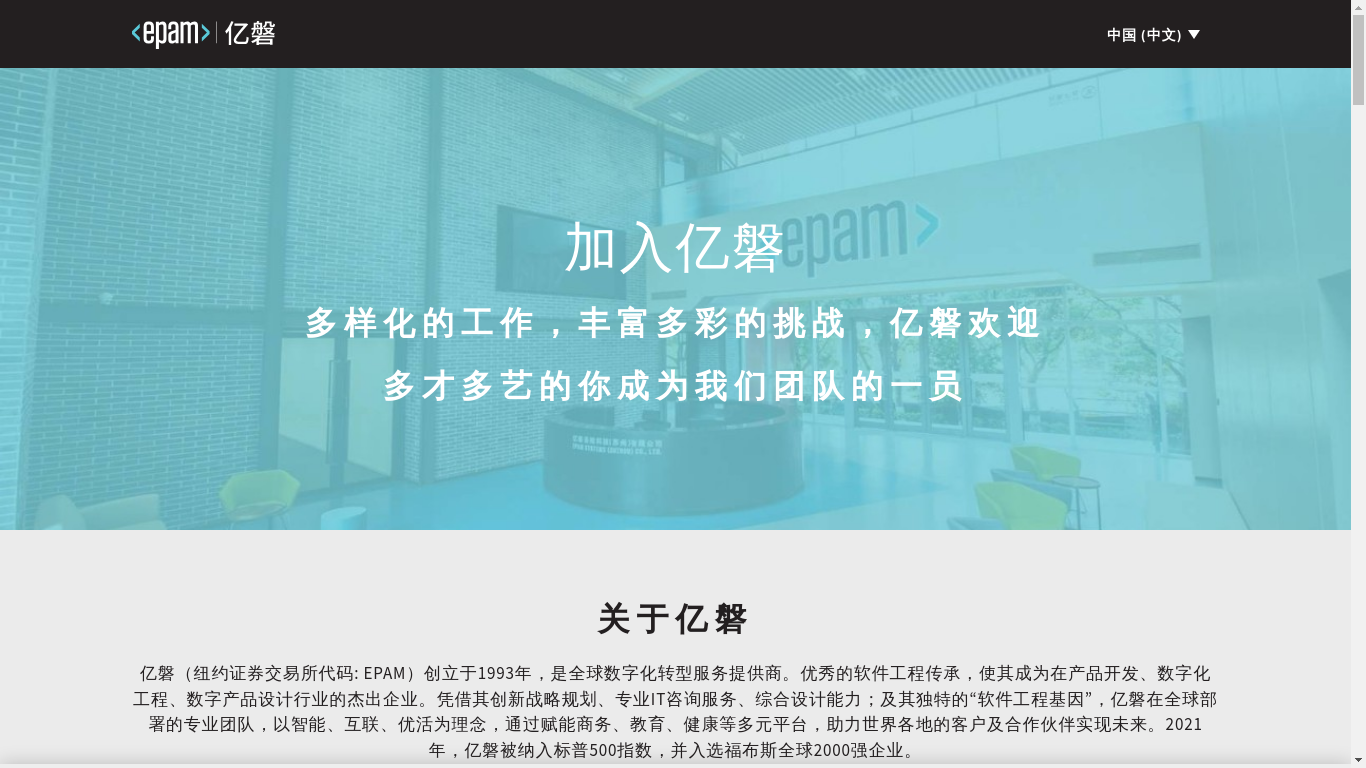 <epam> | 亿磐
中国 (中文)
epam>
加入亿磐
多样化的工作，丰富多彩的挑战，亿磐欢迎
多才多艺的你成为我们团队的一员
关于亿磐
亿磐（纽约证券交易所代码: EPAM）创立于1993年，是全球数字化转型服务提供商。优秀的软件工程传承，使其成为在产品开发、数字化
工程、数字产品设计行业的杰出企业。凭借其创新战略规划、专业IT咨询服务、综合设计能力；及其独特的“软件工程基因”，亿磐在全球部
署的专业团队，以智能、互联、优活为理念，通过赋能商务、教育、健康等多元平台，助力世界各地的客户及合作伙伴实现未来。2021
年，亿磐被纳入标普500指数，并入选福布斯全球2000强企业。